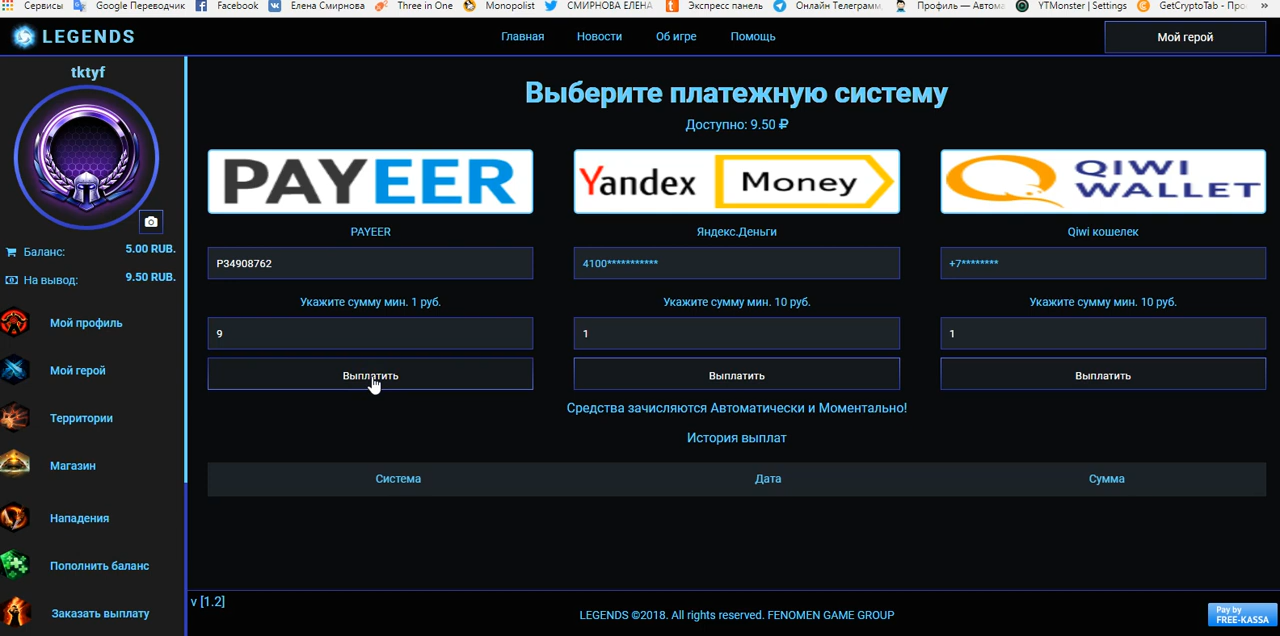 Сервисы Google Переводчик Facebook Елена Смирнова Three in One Monopolist СМИРНОВА ЕЛЕНА Экспресс панель Онлайн Телеграмм Профиль — Автома YTMonster | Settings GetCryptoTab - Про »
LEGENDS Главная Новости Об игре Помощь Мой герой
tktyf
Выберите платежную систему
Доступно: 9.50 ₽
PAYEER Yandex Money QIWI WALLET
PAYEER Яндекс.Деньги Qiwi кошелек
Баланс: 5.00 RUB.
На вывод: 9.50 RUB.
P34908762 4100*********** +7********
Укажите сумму мин. 1 руб. Укажите сумму мин. 10 руб. Укажите сумму мин. 10 руб.
9 1 1
Выплатить Выплатить Выплатить
Средства зачисляются Автоматически и Моментально!
История выплат
Система Дата Сумма
Мой профиль
Мой герой
Территории
Магазин
Нападения
Пополнить баланс
Заказать выплату
v [1.2]
LEGENDS ©2018. All rights reserved. FENOMEN GAME GROUP
Pay by
FREE-KASSA